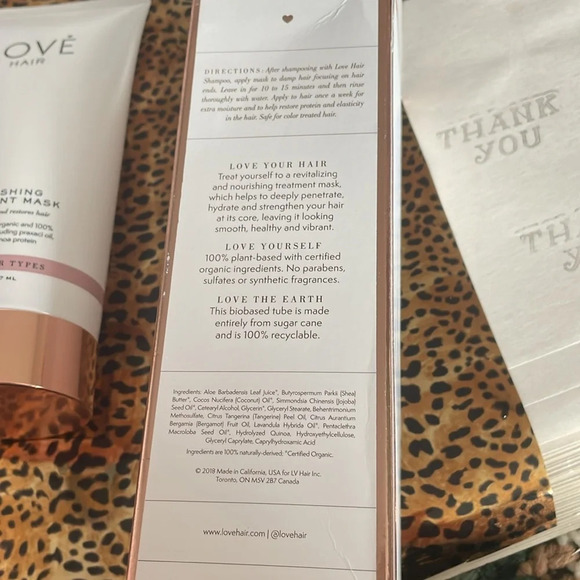 OVĒ
HAIR
SHING
NT MASK
nd restores hair
rganic and 100%
uding pracaxi oil,
noa protein
R TYPES
7 ML
DIRECTIONS: After shampooing with Love Hair
Shampoo, apply mask to damp hair focusing on hair
ends. Leave in for 10 to 15 minutes and then rinse
thoroughly with water. Apply to hair once a week for
extra moisture and to help restore protein and elasticity
in the hair. Safe for color treated hair.
LOVE YOUR HAIR
Treat yourself to a revitalizing
and nourishing treatment mask,
which helps to deeply penetrate,
hydrate and strengthen your hair
at its core, leaving it looking
smooth, healthy and vibrant.
LOVE YOURSELF
100% plant-based with certified
organic ingredients. No parabens,
sulfates or synthetic fragrances.
LOVE THE EARTH
This biobased tube is made
entirely from sugar cane
and is 100% recyclable.
Ingredients: Aloe Barbadensis Leaf Juice*, Butyrospermum Parkii (Shea)
Butter*, Cocos Nucifera (Coconut) Oil*, Simmondsia Chinensis (Jojoba)
Seed Oil*, Cetearyl Alcohol, Glycerin*, Glyceryl Stearate, Behentrimonium
Methosulfate, Citrus Tangerina (Tangerine) Peel Oil, Citrus Aurantium
Bergamia (Bergamot) Fruit Oil, Lavandula Hybrida Oil*, Pentaclethra
Macroloba Seed Oil*, Hydrolyzed Quinoa, Hydroxyethylcellulose,
Glyceryl Caprylate, Caprylhydroxamic Acid
Ingredients are 100% naturally-derived: *Certified Organic.
© 2018 Made in California, USA for LV Hair Inc.
Toronto, ON M5V 2B7 Canada
www.lovehair.com | @lovehair
THANK
YOU
TH
Y